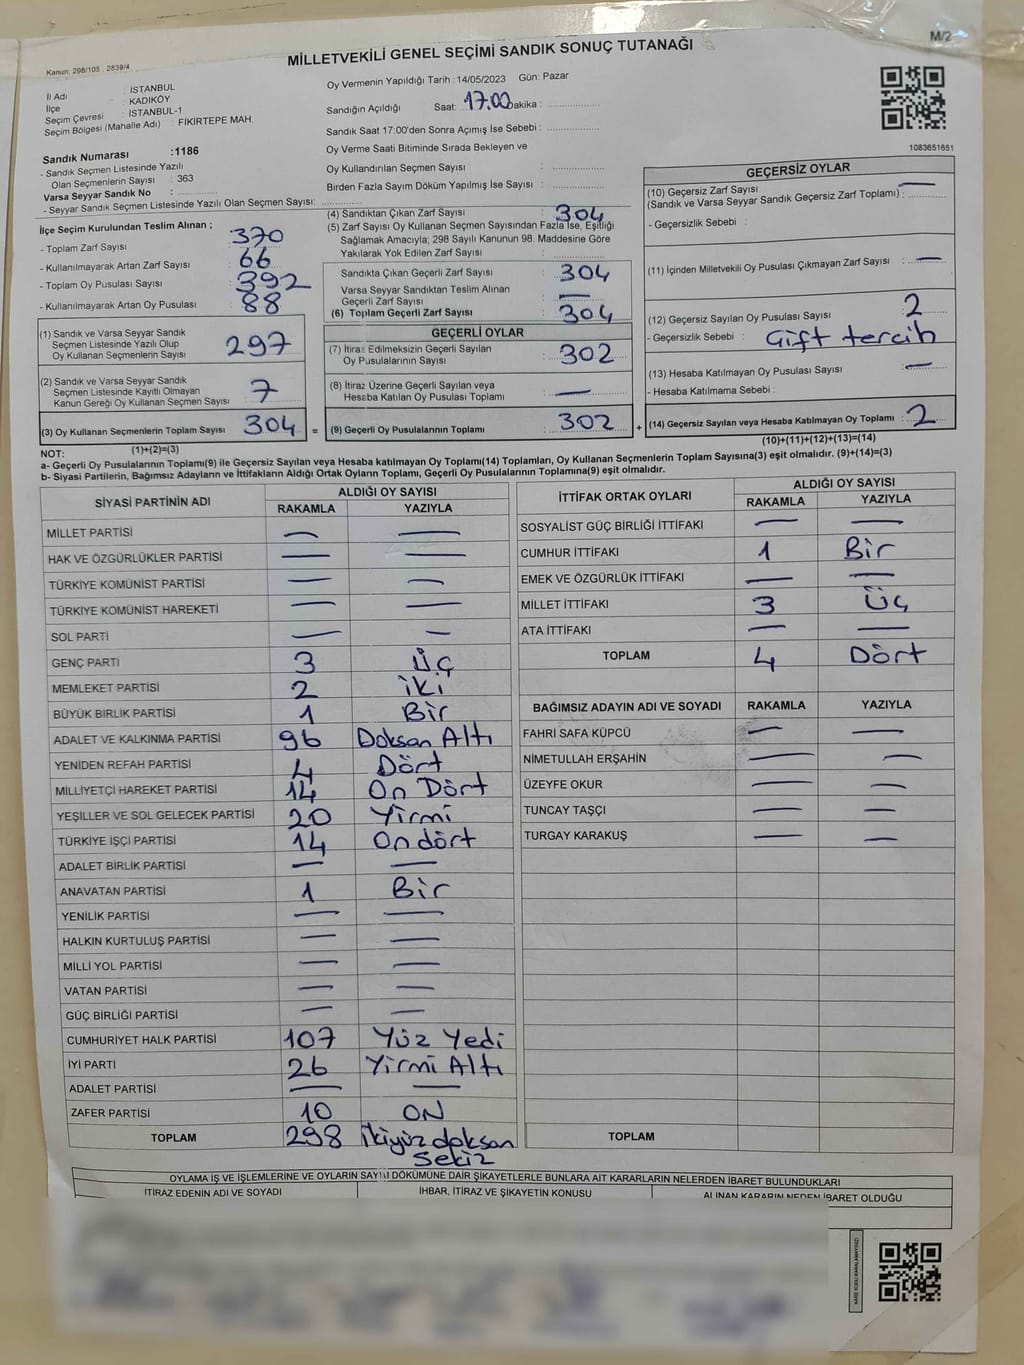 M/2
MİLLETVEKİLİ GENEL SEÇİMİ SANDIK SONUÇ TUTANAĞI
Kanun: 298/105 . 2839/4
İl Adı : İSTANBUL
İlçe : KADIKÖY
Seçim Çevresi : İSTANBUL-1
Seçim Bölgesi (Mahalle Adı) : FİKİRTEPE MAH.
Sandık Numarası :1186
- Sandık Seçmen Listesinde Yazılı
Olan Seçmenlerin Sayısı : 363
Varsa Seyyar Sandık No :
- Seyyar Sandık Seçmen Listesinde Yazılı Olan Seçmen Sayısı:
Oy Vermenin Yapıldığı Tarih :14/05/2023 Gün: Pazar
Sandığın Açıldığı Saat: 17.00 Dakika :
Sandık Saat 17:00'den Sonra Açımış İse Sebebi :
Oy Verme Saati Bitiminde Sırada Bekleyen ve
Oy Kullandırılan Seçmen Sayısı :
Birden Fazla Sayım Döküm Yapılmış İse Sayısı :
1083651651
İlçe Seçim Kurulundan Teslim Alınan ;
- Toplam Zarf Sayısı 370
- Kullanılmayarak Artan Zarf Sayısı 66
- Toplam Oy Pusulası Sayısı 392
- Kullanılmayarak Artan Oy Pusulası 88
(1) Sandık ve Varsa Seyyar Sandık
Seçmen Listesinde Yazılı Olup
Oy Kullanan Seçmenlerin Sayısı 297
(2) Sandık ve Varsa Seyyar Sandık
Seçmen Listesinde Kayıtlı Olmayan
Kanun Gereği Oy Kullanan Seçmen Sayısı 7
(3) Oy Kullanan Seçmenlerin Toplam Sayısı 304 =
(1)+(2)=(3)
(4) Sandıktan Çıkan Zarf Sayısı : 304
(5) Zarf Sayısı Oy Kullanan Seçmen Sayısından Fazla İse, Eşitliği
Sağlamak Amacıyla; 298 Sayılı Kanunun 98. Maddesine Göre
Yakılarak Yok Edilen Zarf Sayısı :
Sandıkta Çıkan Geçerli Zarf Sayısı : 304
Varsa Seyyar Sandıktan Teslim Alınan
Geçerli Zarf Sayısı : —
(6) Toplam Geçerli Zarf Sayısı : 304
GEÇERLİ OYLAR
(7) İtiraz Edilmeksizin Geçerli Sayılan
Oy Pusulalarının Sayısı : 302
(8) İtiraz Üzerine Geçerli Sayılan veya
Hesaba Katılan Oy Pusulası Toplamı : —
(9) Geçerli Oy Pusulalarının Toplamı : 302 +
GEÇERSİZ OYLAR
(10) Geçersiz Zarf Sayısı —
(Sandık ve Varsa Seyyar Sandık Geçersiz Zarf Toplamı) :
- Geçersizlik Sebebi :
(11) İçinden Milletvekili Oy Pusulası Çıkmayan Zarf Sayısı : —
(12) Geçersiz Sayılan Oy Pusulası Sayısı : 2
- Geçersizlik Sebebi : Çift tercih
(13) Hesaba Katılmayan Oy Pusulası Sayısı : —
- Hesaba Katılmama Sebebi :
(14) Geçersiz Sayılan veya Hesaba Katılmayan Oy Toplamı : 2
(10)+(11)+(12)+(13)=(14)
NOT:
a- Geçerli Oy Pusulalarının Toplamı(9) ile Geçersiz Sayılan veya Hesaba katılmayan Oy Toplamı(14) Toplamları, Oy Kullanan Seçmenlerin Toplam Sayısına(3) eşit olmalıdır. (9)+(14)=(3)
b- Siyasi Partilerin, Bağımsız Adayların ve İttifakların Aldığı Ortak Oyların Toplamı, Geçerli Oy Pusulalarının Toplamına(9) eşit olmalıdır.
SİYASİ PARTİNİN ADI ALDIĞI OY SAYISI
RAKAMLA YAZIYLA
MİLLET PARTİSİ — —
HAK VE ÖZGÜRLÜKLER PARTİSİ — —
TÜRKİYE KOMÜNİST PARTİSİ — —
TÜRKİYE KOMÜNİST HAREKETİ — —
SOL PARTİ — —
GENÇ PARTİ 3 Üç
MEMLEKET PARTİSİ 2 İki
BÜYÜK BİRLİK PARTİSİ 1 Bir
ADALET VE KALKINMA PARTİSİ 96 Doksan Altı
YENİDEN REFAH PARTİSİ 4 Dört
MİLLİYETÇİ HAREKET PARTİSİ 14 On Dört
YEŞİLLER VE SOL GELECEK PARTİSİ 20 Yirmi
TÜRKİYE İŞÇİ PARTİSİ 14 On dört
ADALET BİRLİK PARTİSİ — —
ANAVATAN PARTİSİ 1 Bir
YENİLİK PARTİSİ — —
HALKIN KURTULUŞ PARTİSİ — —
MİLLİ YOL PARTİSİ — —
VATAN PARTİSİ — —
GÜÇ BİRLİĞİ PARTİSİ — —
CUMHURİYET HALK PARTİSİ 107 Yüz Yedi
İYİ PARTİ 26 Yirmi Altı
ADALET PARTİSİ — —
ZAFER PARTİSİ 10 ON
TOPLAM 298 İkiyüz doksan
sekiz
İTTİFAK ORTAK OYLARI ALDIĞI OY SAYISI
RAKAMLA YAZIYLA
SOSYALİST GÜÇ BİRLİĞİ İTTİFAKI — —
CUMHUR İTTİFAKI 1 Bir
EMEK VE ÖZGÜRLÜK İTTİFAKI — —
MİLLET İTTİFAKI 3 Üç
ATA İTTİFAKI — —
TOPLAM 4 Dört
BAĞIMSIZ ADAYIN ADI VE SOYADI RAKAMLA YAZIYLA
FAHRİ SAFA KÜPCÜ — —
NİMETULLAH ERŞAHİN — —
ÜZEYFE OKUR — —
TUNCAY TAŞÇI — —
TURGAY KARAKUŞ — —
TOPLAM
OYLAMA İŞ VE İŞLEMLERİNE VE OYLARIN SAYIM DÖKÜMÜNE DAİR ŞİKAYETLERLE BUNLARA AİT KARARLARIN NELERDEN İBARET BULUNDUKLARI
İTİRAZ EDENİN ADI VE SOYADI İHBAR, İTİRAZ VE ŞİKAYETİN KONUSU ALINAN KARARIN NEDEN İBARET OLDUĞU